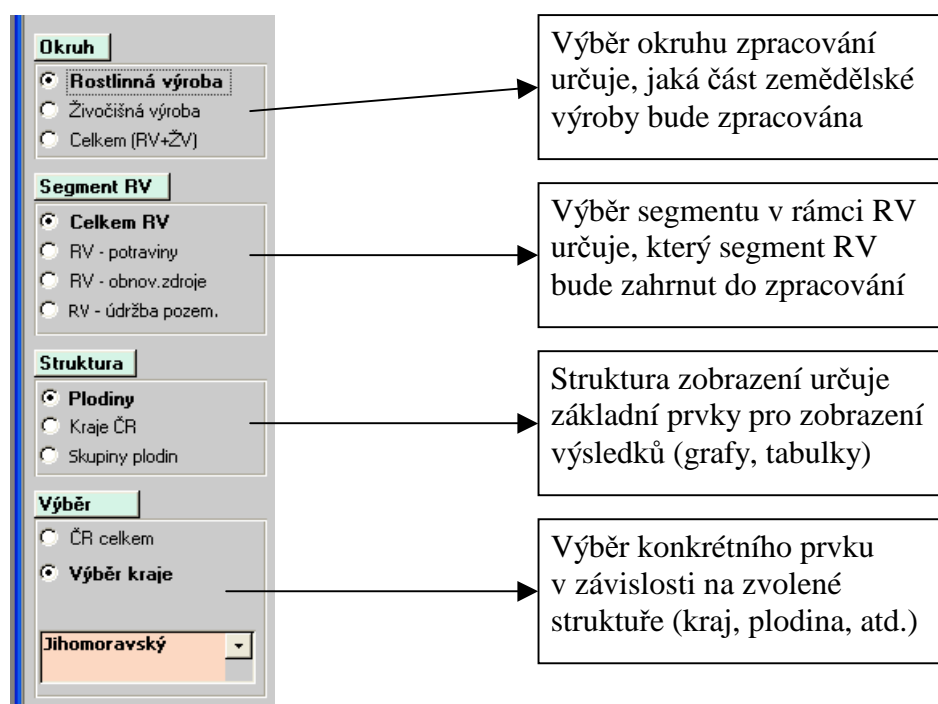 Okruh
Rostlinná výroba
Živočišná výroba
Celkem (RV+ŽV)
Výběr okruhu zpracování
určuje, jaká část zemědělské
výroby bude zpracována
Segment RV
Celkem RV
RV - potraviny
RV - obnov.zdroje
RV - údržba pozem.
Výběr segmentu v rámci RV
určuje, který segment RV
bude zahrnut do zpracování
Struktura
Plodiny
Kraje ČR
Skupiny plodin
Struktura zobrazení určuje
základní prvky pro zobrazení
výsledků (grafy, tabulky)
Výběr
ČR celkem
Výběr kraje
Jihomoravský
Výběr konkrétního prvku
v závislosti na zvolené
struktuře (kraj, plodina, atd.)